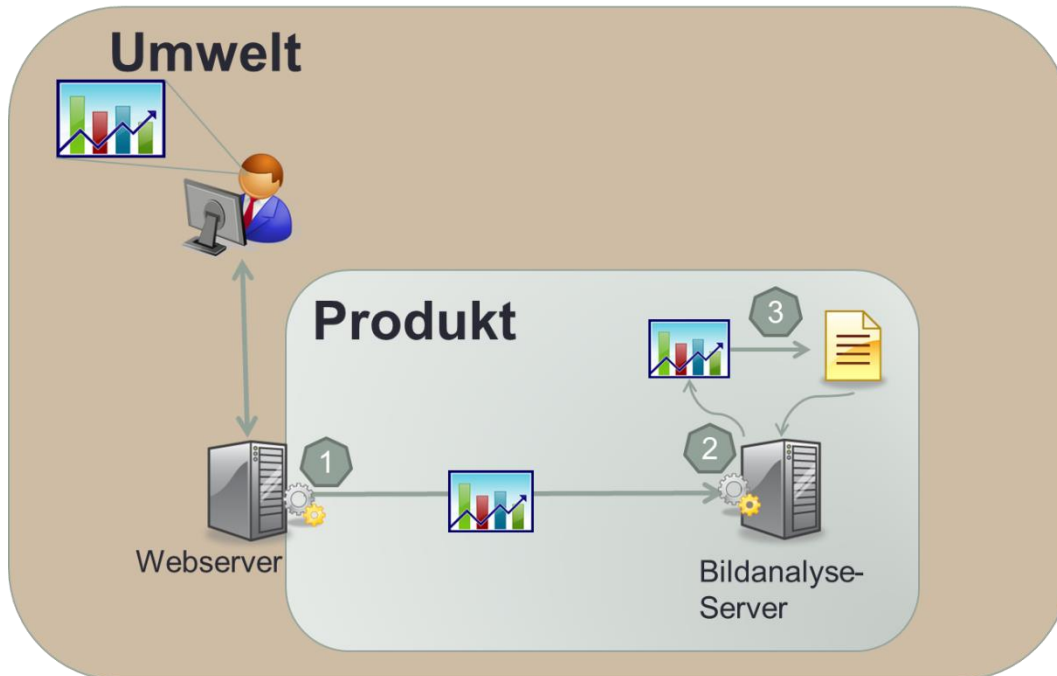 Umwelt
Produkt
3
1
2
Webserver
Bildanalyse-
Server